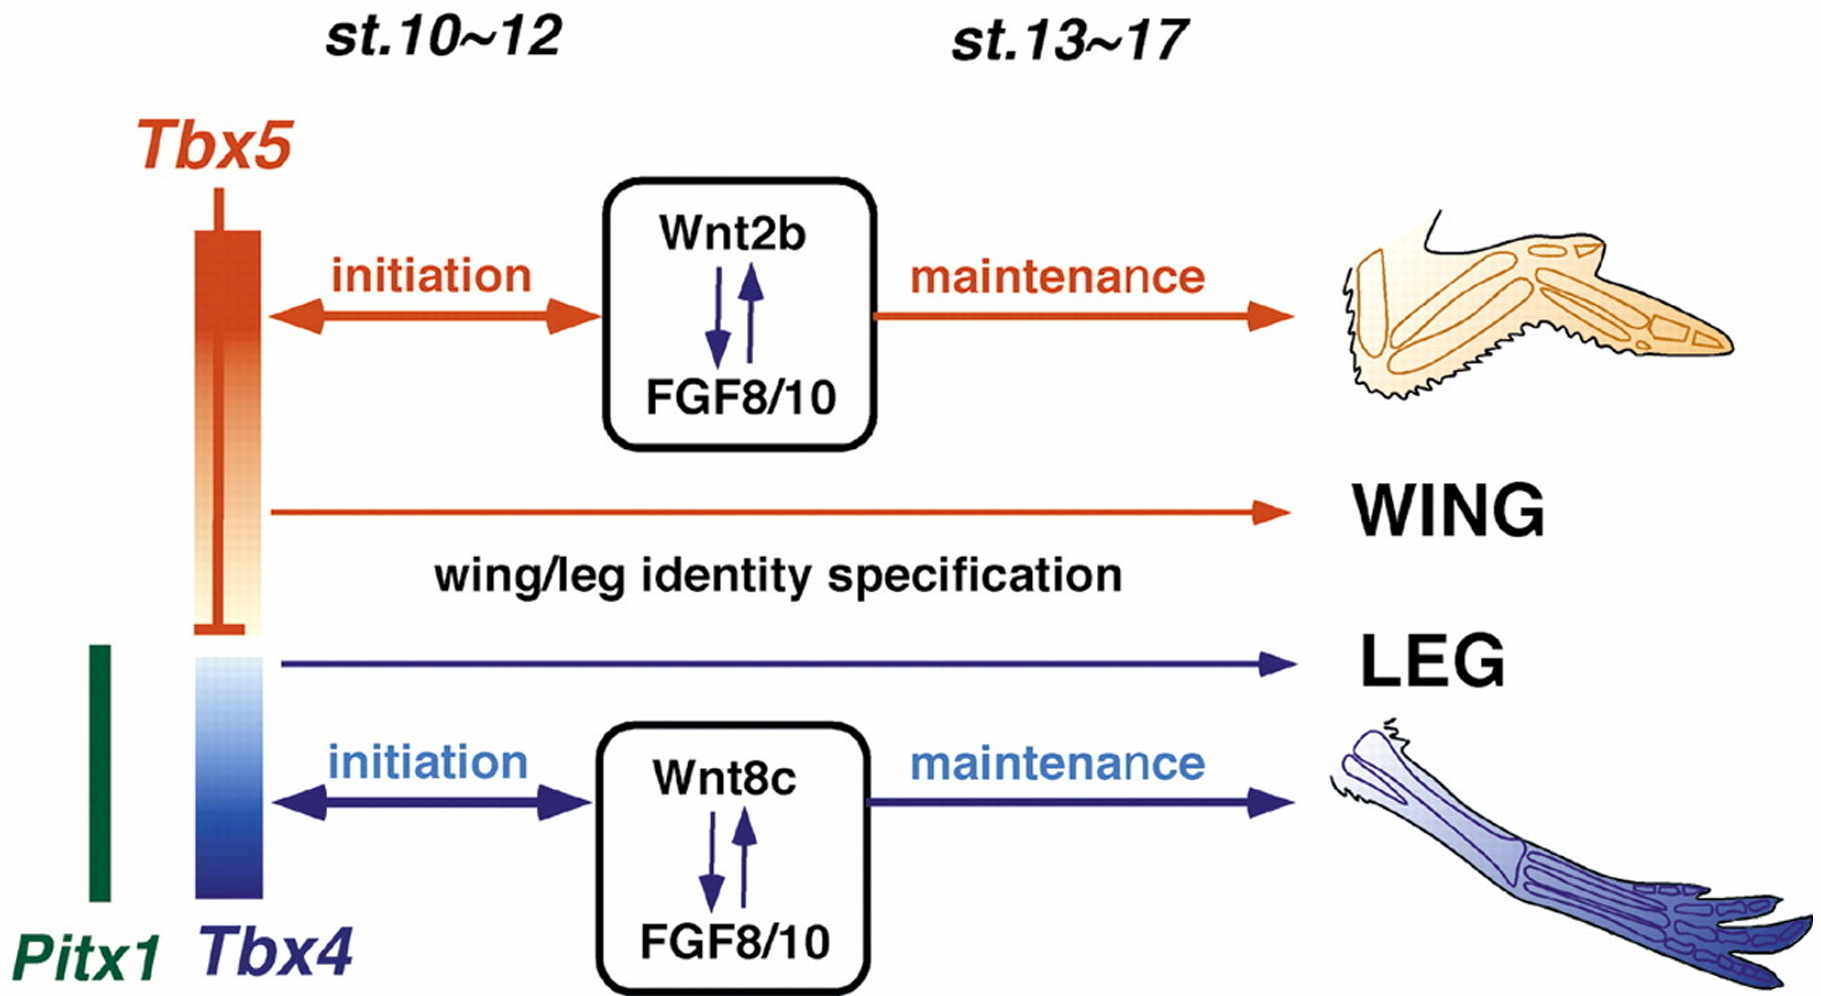 st.10~12
st.13~17
Tbx5
initiation
Wnt2b
FGF8/10
maintenance
WING
wing/leg identity specification
LEG
initiation
Wnt8c
FGF8/10
maintenance
Pitx1
Tbx4